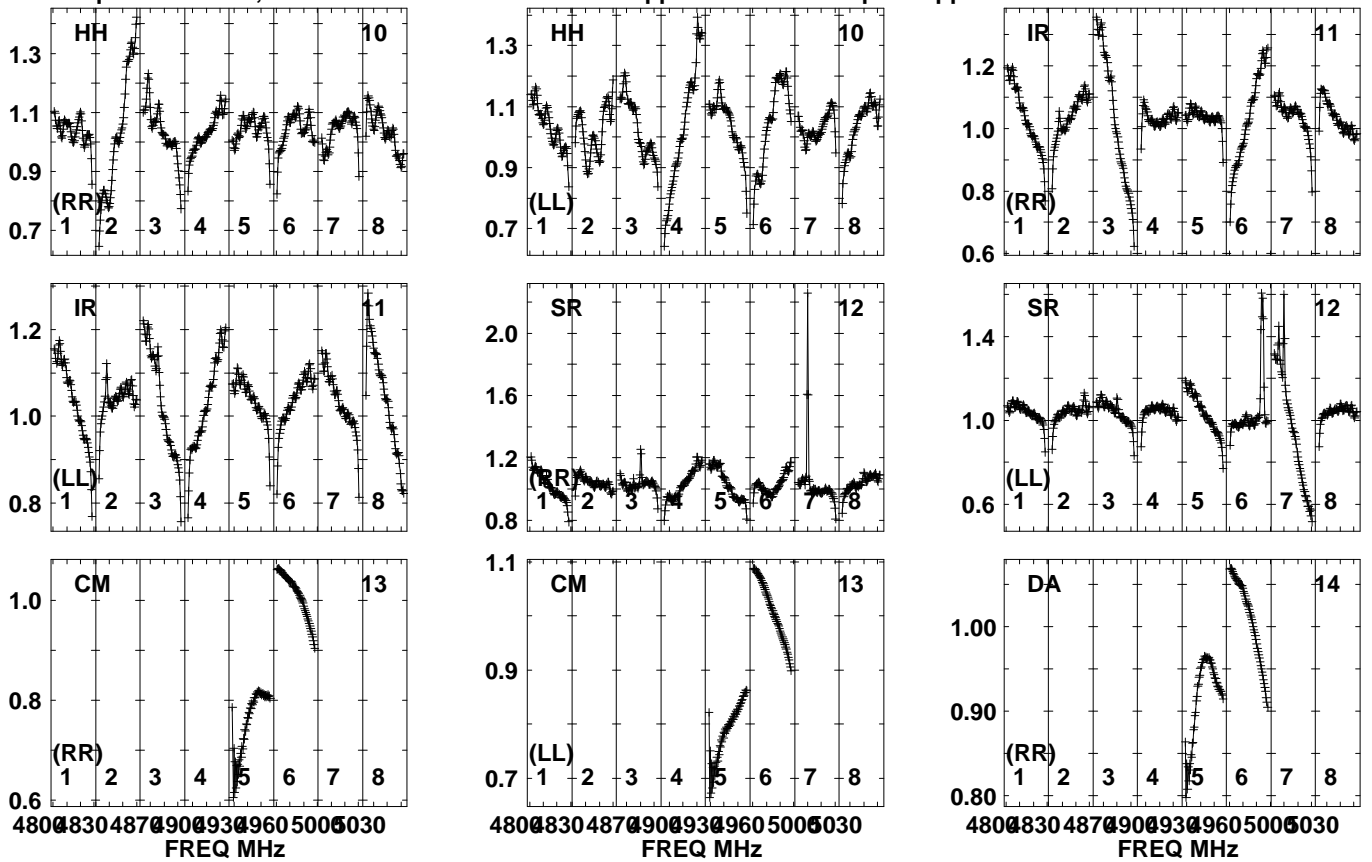 HH 10
1.3
1.1
0.9
0.7
(RR)
1 2 3 4 5 6 7 8
HH 10
1.3
1.1
0.9
0.7
(LL)
1 2 3 4 5 6 7 8
IR 11
1.2
1.0
0.8
0.6
(RR)
1 2 3 4 5 6 7 8
IR 11
1.2
1.0
0.8
(LL)
1 2 3 4 5 6 7 8
SR 12
2.0
1.6
1.2
0.8
(RR)
1 2 3 4 5 6 7 8
SR 12
1.4
1.0
0.6
(LL)
1 2 3 4 5 6 7 8
CM 13
1.0
0.8
0.6
(RR)
1 2 3 4 5 6 7 8
4800 4830 4870 4900 4930 4960 5000 5030
FREQ MHz
CM 13
1.1
0.9
0.7
(LL)
1 2 3 4 5 6 7 8
4800 4830 4870 4900 4930 4960 5000 5030
FREQ MHz
DA 14
1.00
0.90
0.80
(RR)
1 2 3 4 5 6 7 8
4800 4830 4870 4900 4930 4960 5000 5030
FREQ MHz